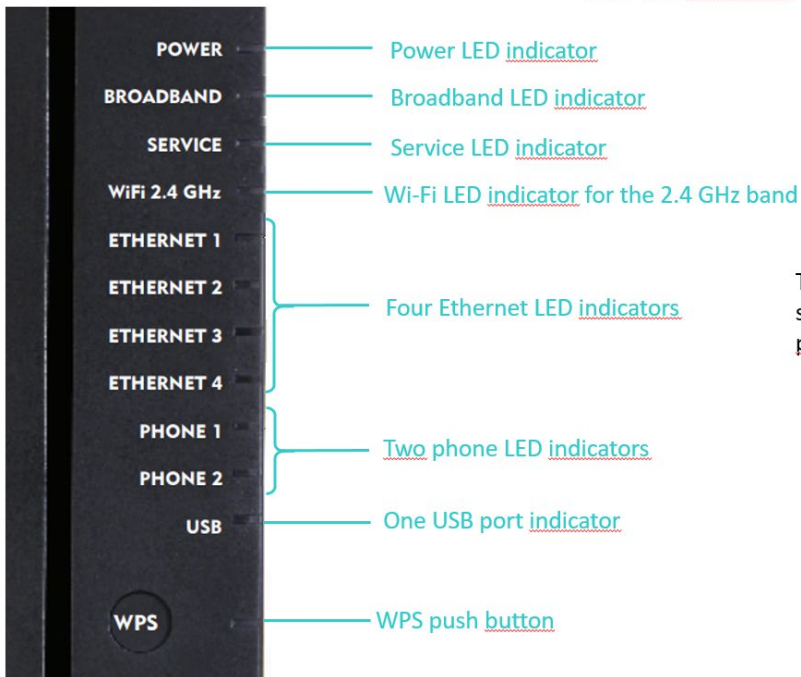 POWER Power LED indicator
BROADBAND Broadband LED indicator
SERVICE Service LED indicator
WiFi 2.4 GHz Wi-Fi LED indicator for the 2.4 GHz band
ETHERNET 1
ETHERNET 2
Four Ethernet LED indicators
ETHERNET 3
ETHERNET 4
PHONE 1
Two phone LED indicators
PHONE 2
USB One USB port indicator
WPS WPS push button